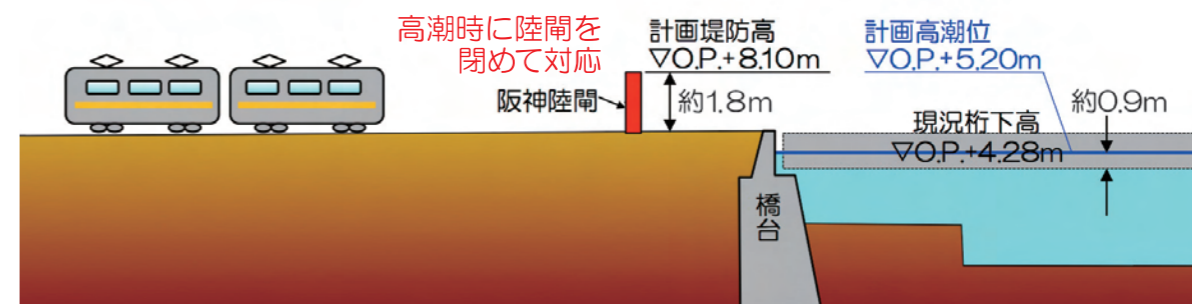 高潮時に陸閘を
閉めて対応
計画堤防高
▽O.P.+8.10m
計画高潮位
▽O.P.+5.20m
阪神陸閘
約1.8m
約0.9m
現況桁下高
▽O.P.+4.28m
橋台